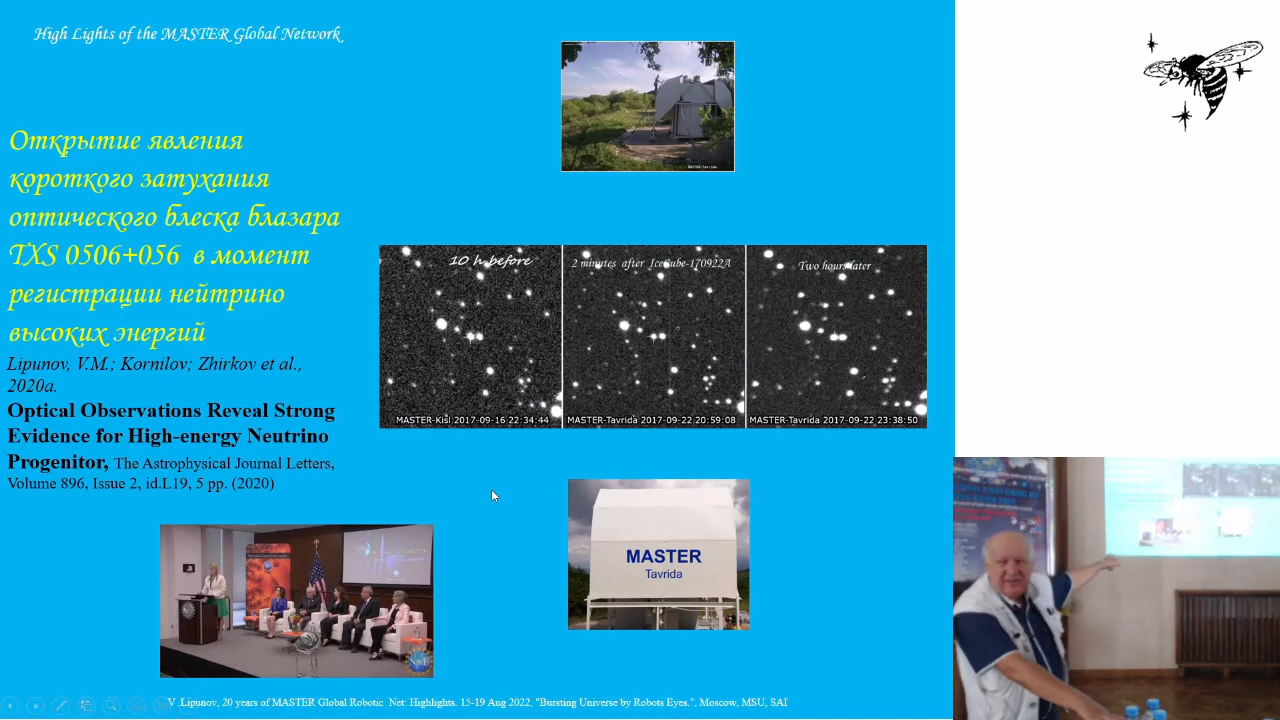 High Lights of the MASTER Global Network
Открытие явления
короткого затухания
оптического блеска блазара
TXS 0506+056 в момент
регистрации нейтрино
высоких энергий
Lipunov, V.M.; Kornilov; Zhirkov et al.,
2020a.
Optical Observations Reveal Strong
Evidence for High-energy Neutrino
Progenitor, The Astrophysical Journal Letters,
Volume 896, Issue 2, id.L19, 5 pp. (2020)
MASTER-Tavrida
10 h before
2 minutes after IceCube-170922A
Two hours later
MASTER-Kisl 2017-09-16 22:34:44
MASTER-Tavrida 2017-09-22 20:59:08
MASTER-Tavrida 2017-09-22 23:38:50
MASTER
Tavrida
NSF
V .Lipunov, 20 years of MASTER Global Robotic Net: Highlights. 15-19 Aug 2022, "Bursting Universe by Robots Eyes.", Moscow, MSU, SAI